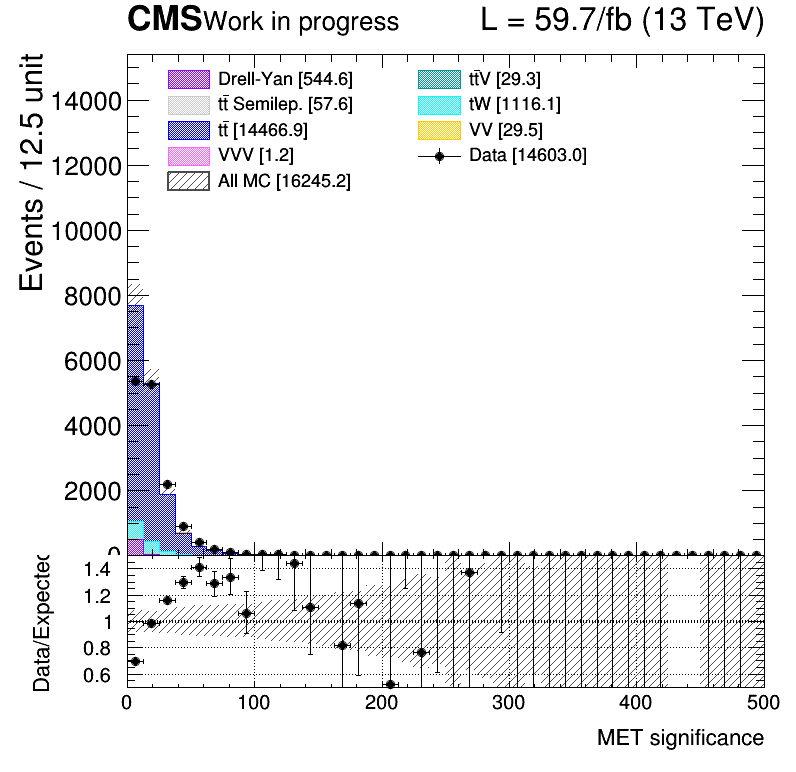 CMS Work in progress L = 59.7/fb (13 TeV)
Events / 12.5 unit
14000
12000
10000
8000
6000
4000
2000
0
Drell-Yan [544.6]
tt̄ Semilep. [57.6]
tt̄ [14466.9]
VVV [1.2]
All MC [16245.2]
tt̄V [29.3]
tW [1116.1]
VV [29.5]
Data [14603.0]
Data/Expected
1.4
1.2
1
0.8
0.6
0 100 200 300 400 500
MET significance